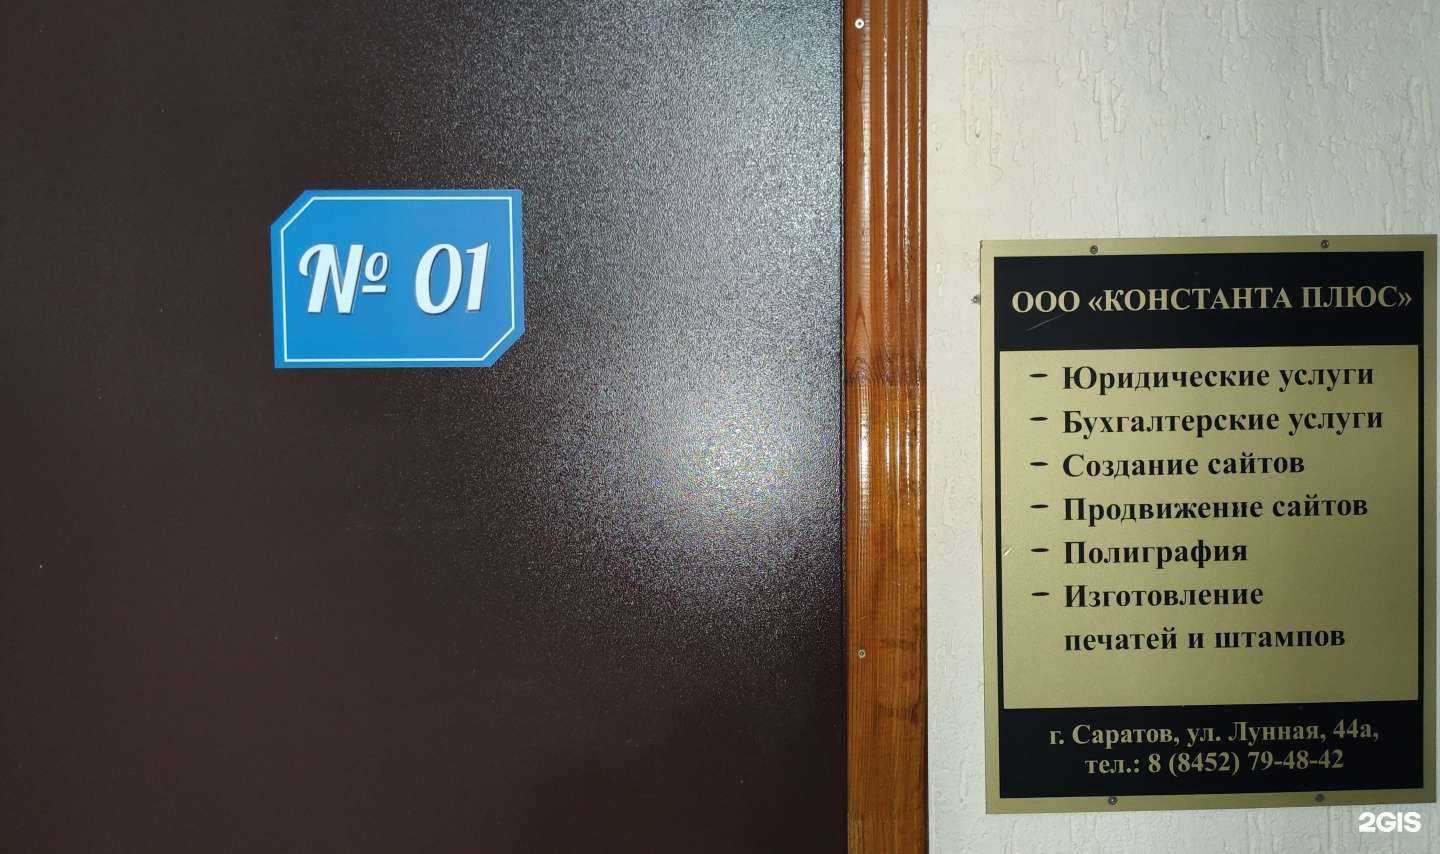 № 01
ООО «КОНСТАНТА ПЛЮС»
- Юридические услуги
- Бухгалтерские услуги
- Создание сайтов
- Продвижение сайтов
- Полиграфия
- Изготовление
печатей и штампов
г. Саратов, ул. Лунная, 44а,
тел.: 8 (8452) 79-48-42
2GIS